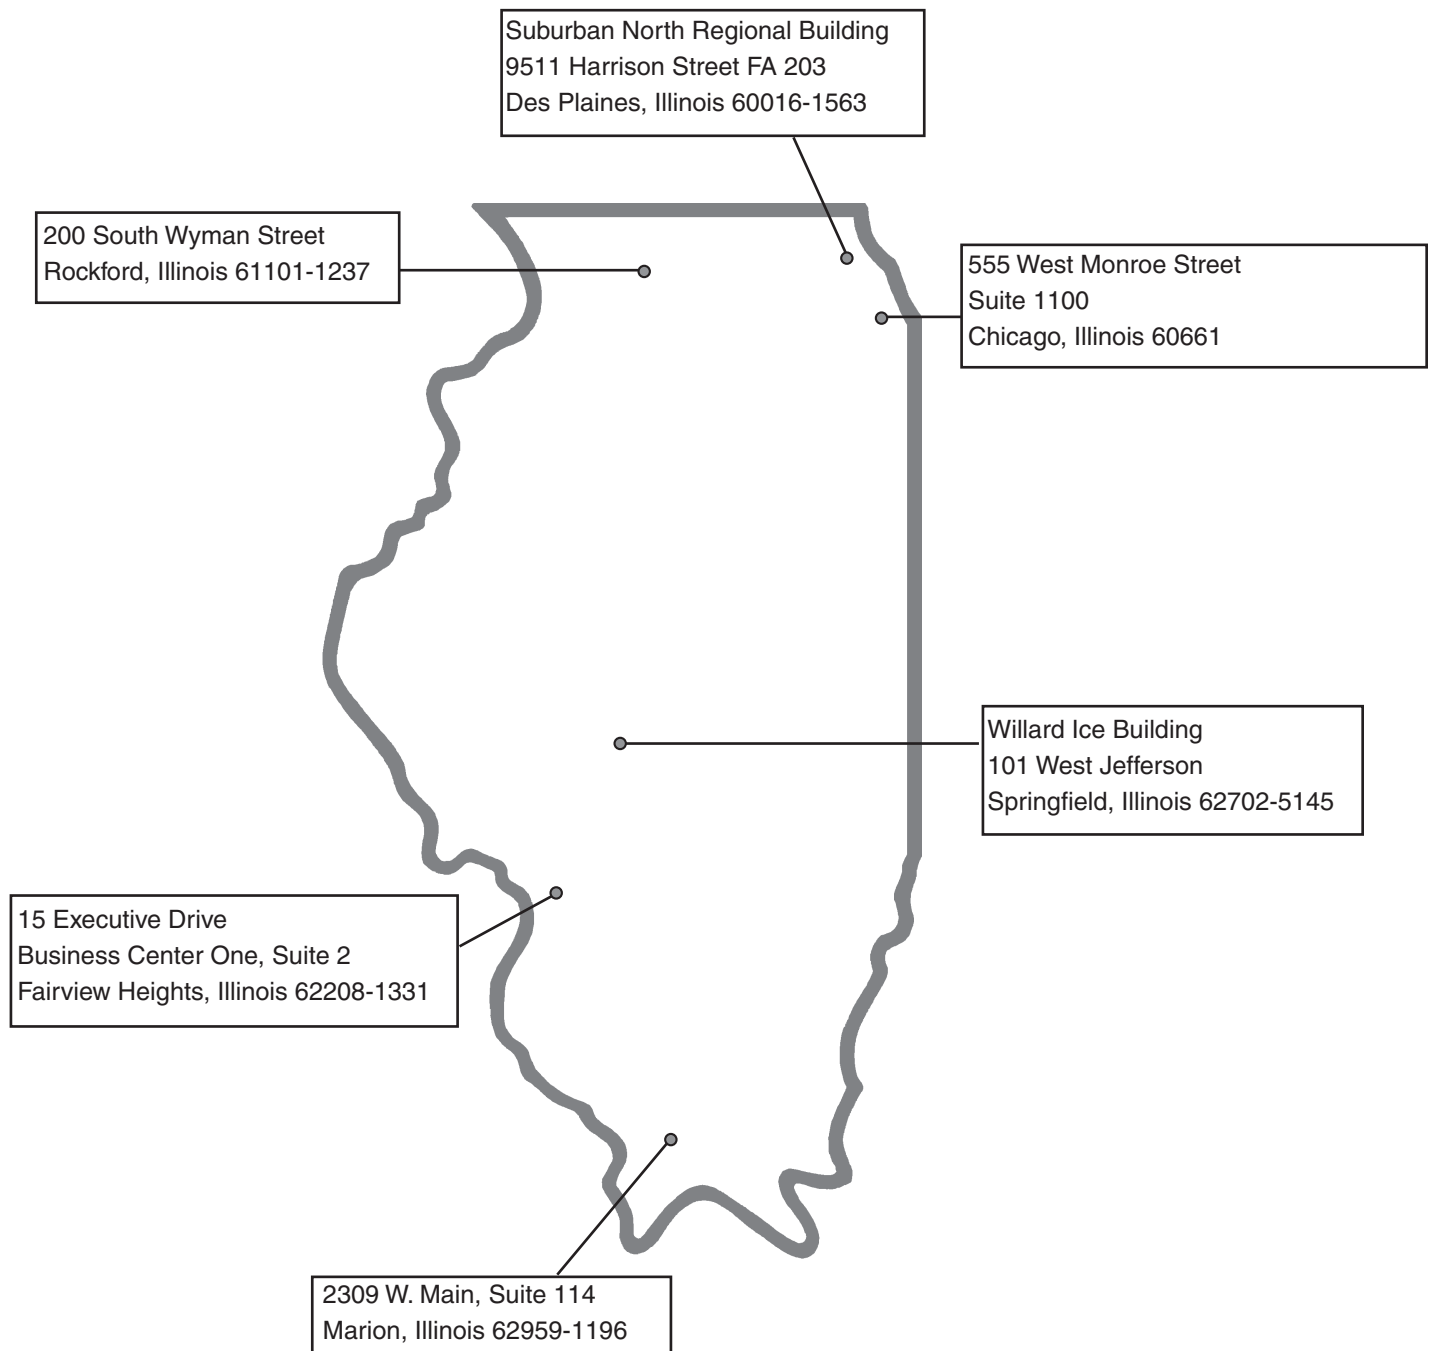 Suburban North Regional Building
9511 Harrison Street FA 203
Des Plaines, Illinois 60016-1563
200 South Wyman Street
Rockford, Illinois 61101-1237
555 West Monroe Street
Suite 1100
Chicago, Illinois 60661
Willard Ice Building
101 West Jefferson
Springfield, Illinois 62702-5145
15 Executive Drive
Business Center One, Suite 2
Fairview Heights, Illinois 62208-1331
2309 W. Main, Suite 114
Marion, Illinois 62959-1196